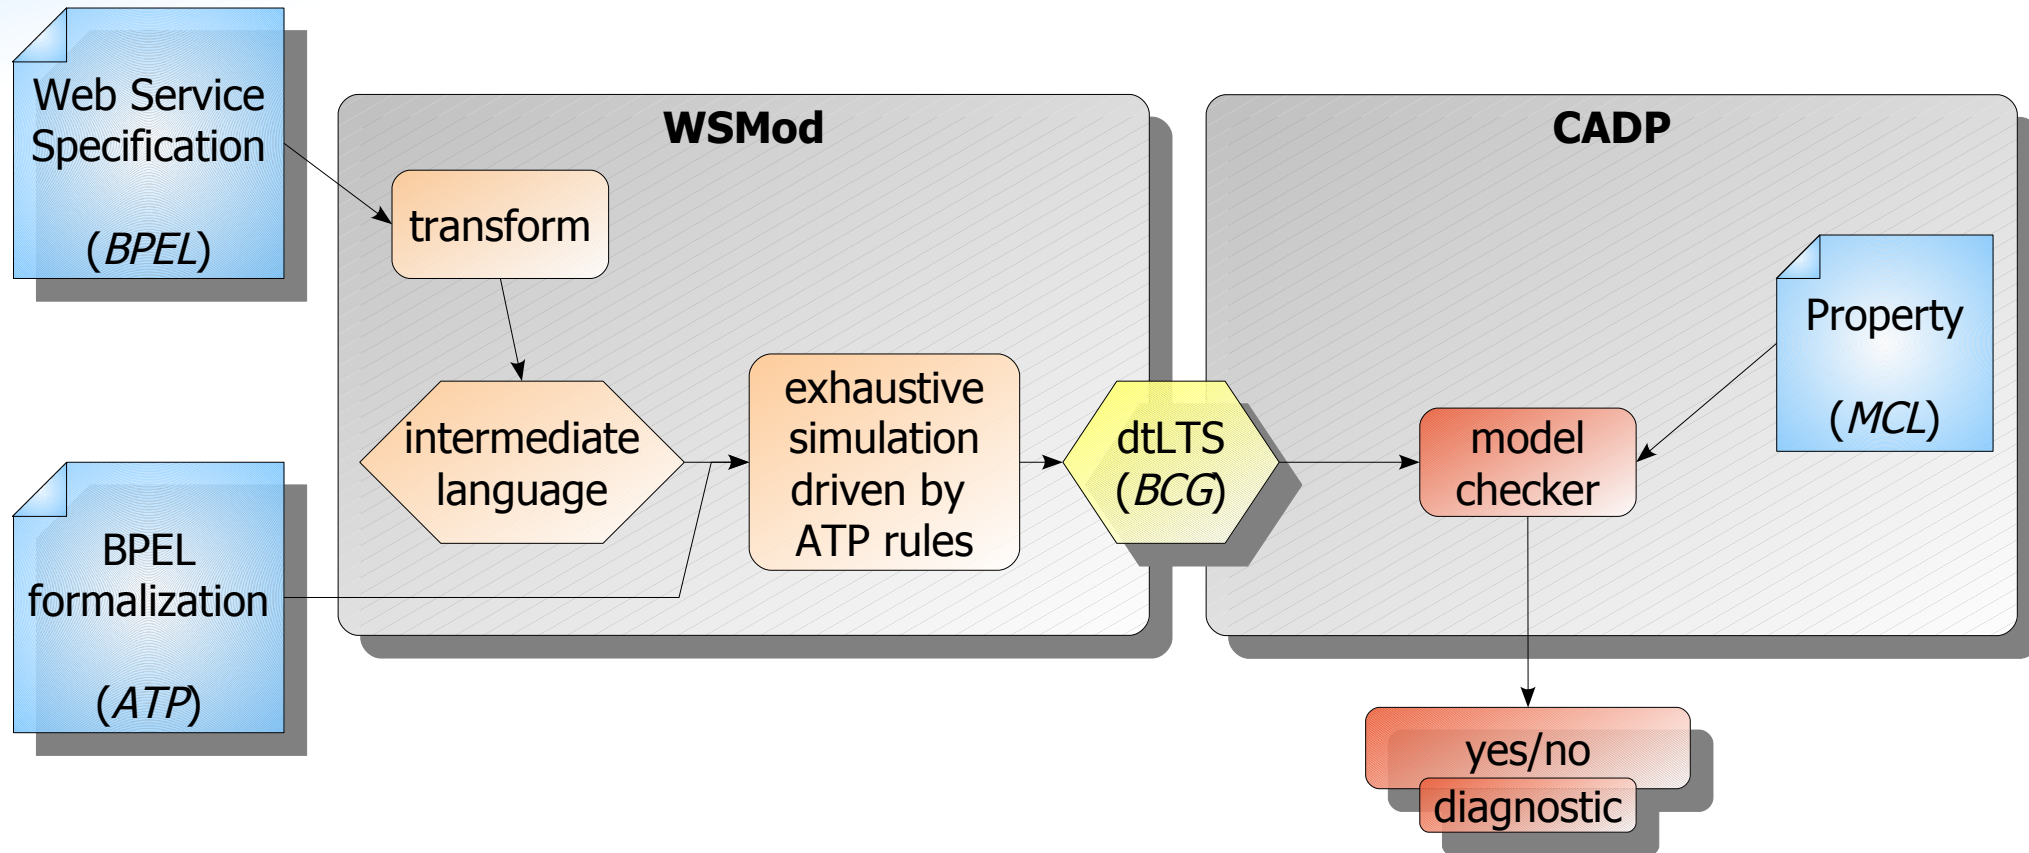 Web Service
Specification
(BPEL)
WSMod
transform
intermediate
language
exhaustive
simulation
driven by
ATP rules
BPEL
formalization
(ATP)
dtLTS
(BCG)
CADP
model
checker
Property
(MCL)
yes/no
diagnostic